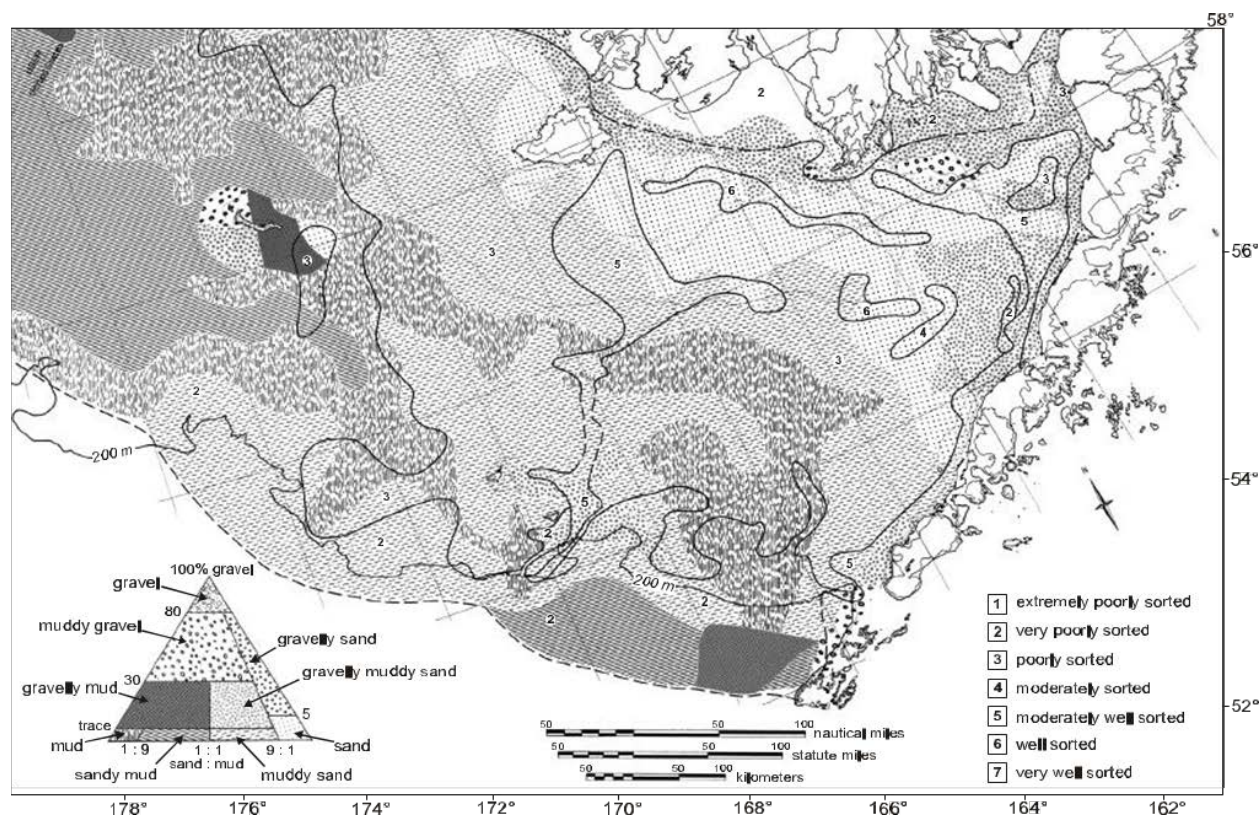 58°
2
3
2
6
3
5
3
5
3
5
6
2
4
3
56°
2
200 m
3
5
2
2
5
200 m
2
2
54°
52°
100% gravel
gravel
80
muddy gravel
gravelly sand
gravelly muddy sand
30
gravelly mud
trace
5
mud
1 : 9
1 : 1
9 : 1
sand
sandy mud
sand : mud
muddy sand
50 0 50 100
nautical miles
50 0 50 100
statute miles
50 0 50 100
kilometers
1 extremely poorly sorted
2 very poorly sorted
3 poorly sorted
4 moderately sorted
5 moderately well sorted
6 well sorted
7 very well sorted
178° 176° 174° 172° 170° 168° 166° 164° 162°